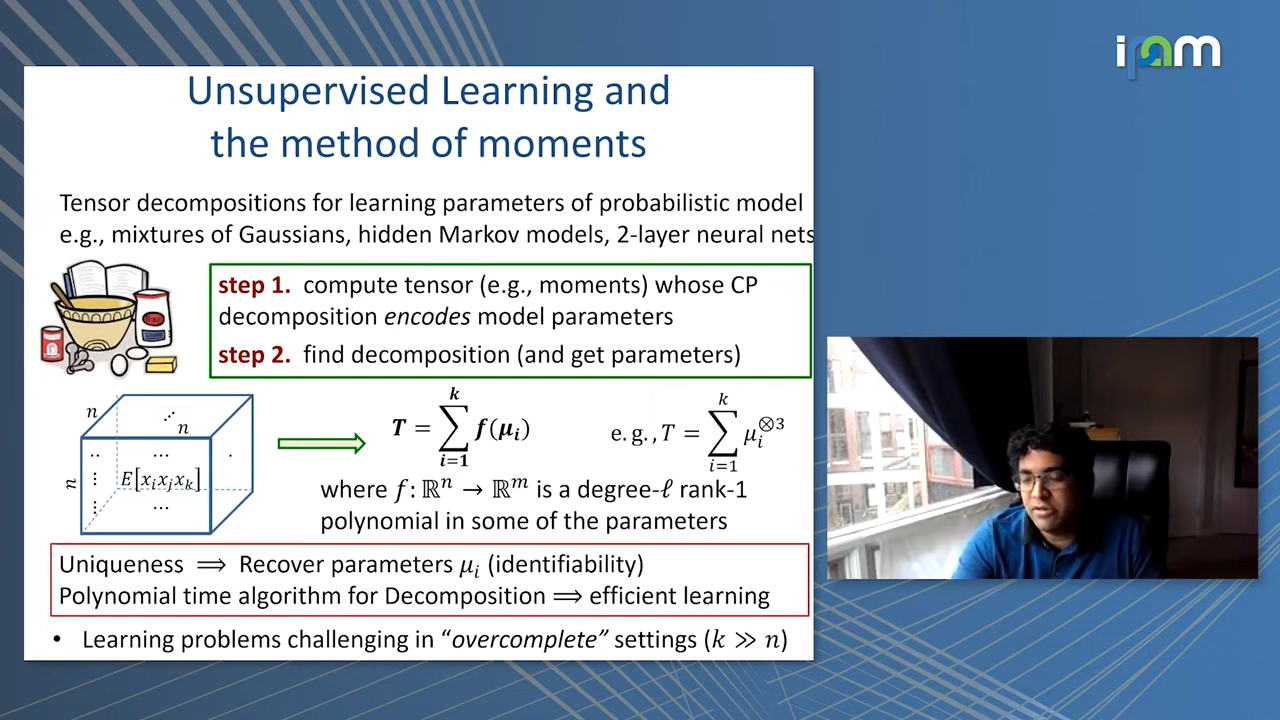 ipam
Unsupervised Learning and
the method of moments
Tensor decompositions for learning parameters of probabilistic model
e.g., mixtures of Gaussians, hidden Markov models, 2-layer neural nets
step 1. compute tensor (e.g., moments) whose CP
decomposition encodes model parameters
step 2. find decomposition (and get parameters)
n
n
n
E[x_i x_j x_k]
T = ∑_{i=1}^{k} f(μ_i)
e.g., T = ∑_{i=1}^{k} μ_i^{⊗3}
where f: ℝ^n → ℝ^m is a degree-ℓ rank-1
polynomial in some of the parameters
Uniqueness ⟹ Recover parameters μ_i (identifiability)
Polynomial time algorithm for Decomposition ⟹ efficient learning
• Learning problems challenging in “overcomplete” settings (k ≫ n)